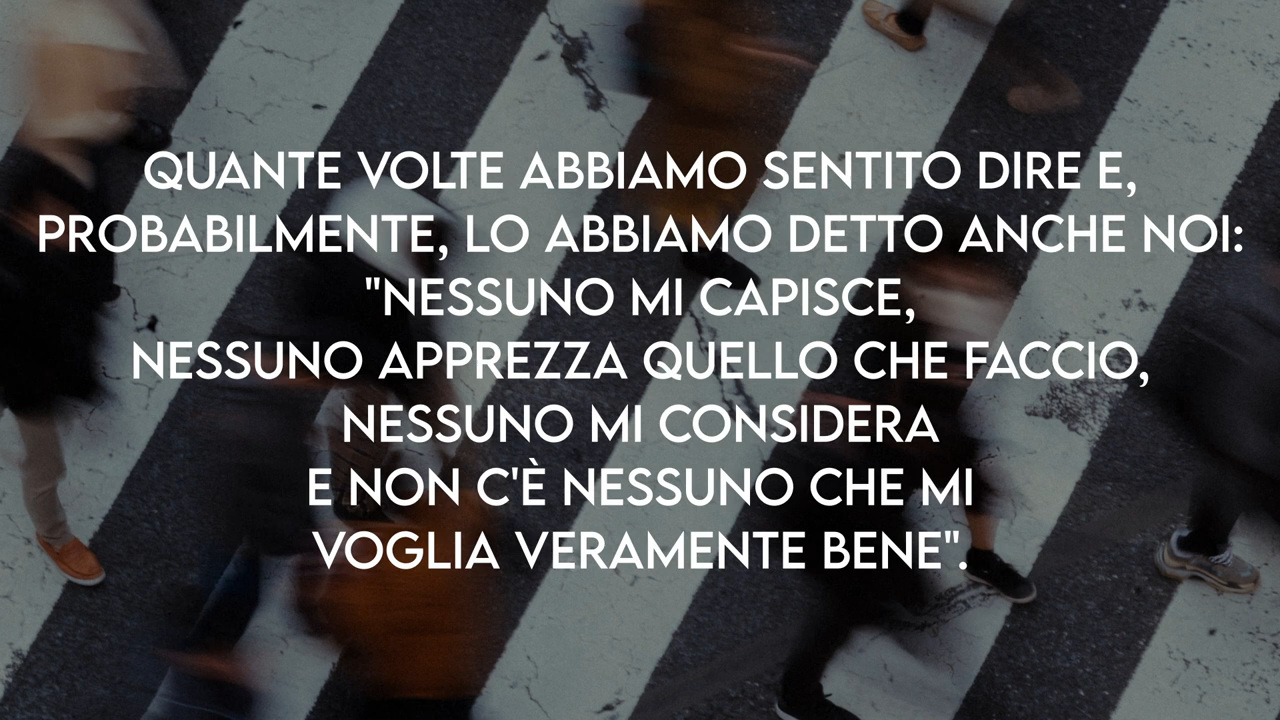 QUANTE VOLTE ABBIAMO SENTITO DIRE E,
PROBABILMENTE, LO ABBIAMO DETTO ANCHE NOI:
"NESSUNO MI CAPISCE,
NESSUNO APPREZZA QUELLO CHE FACCIO,
NESSUNO MI CONSIDERA
E NON C'È NESSUNO CHE MI
VOGLIA VERAMENTE BENE".